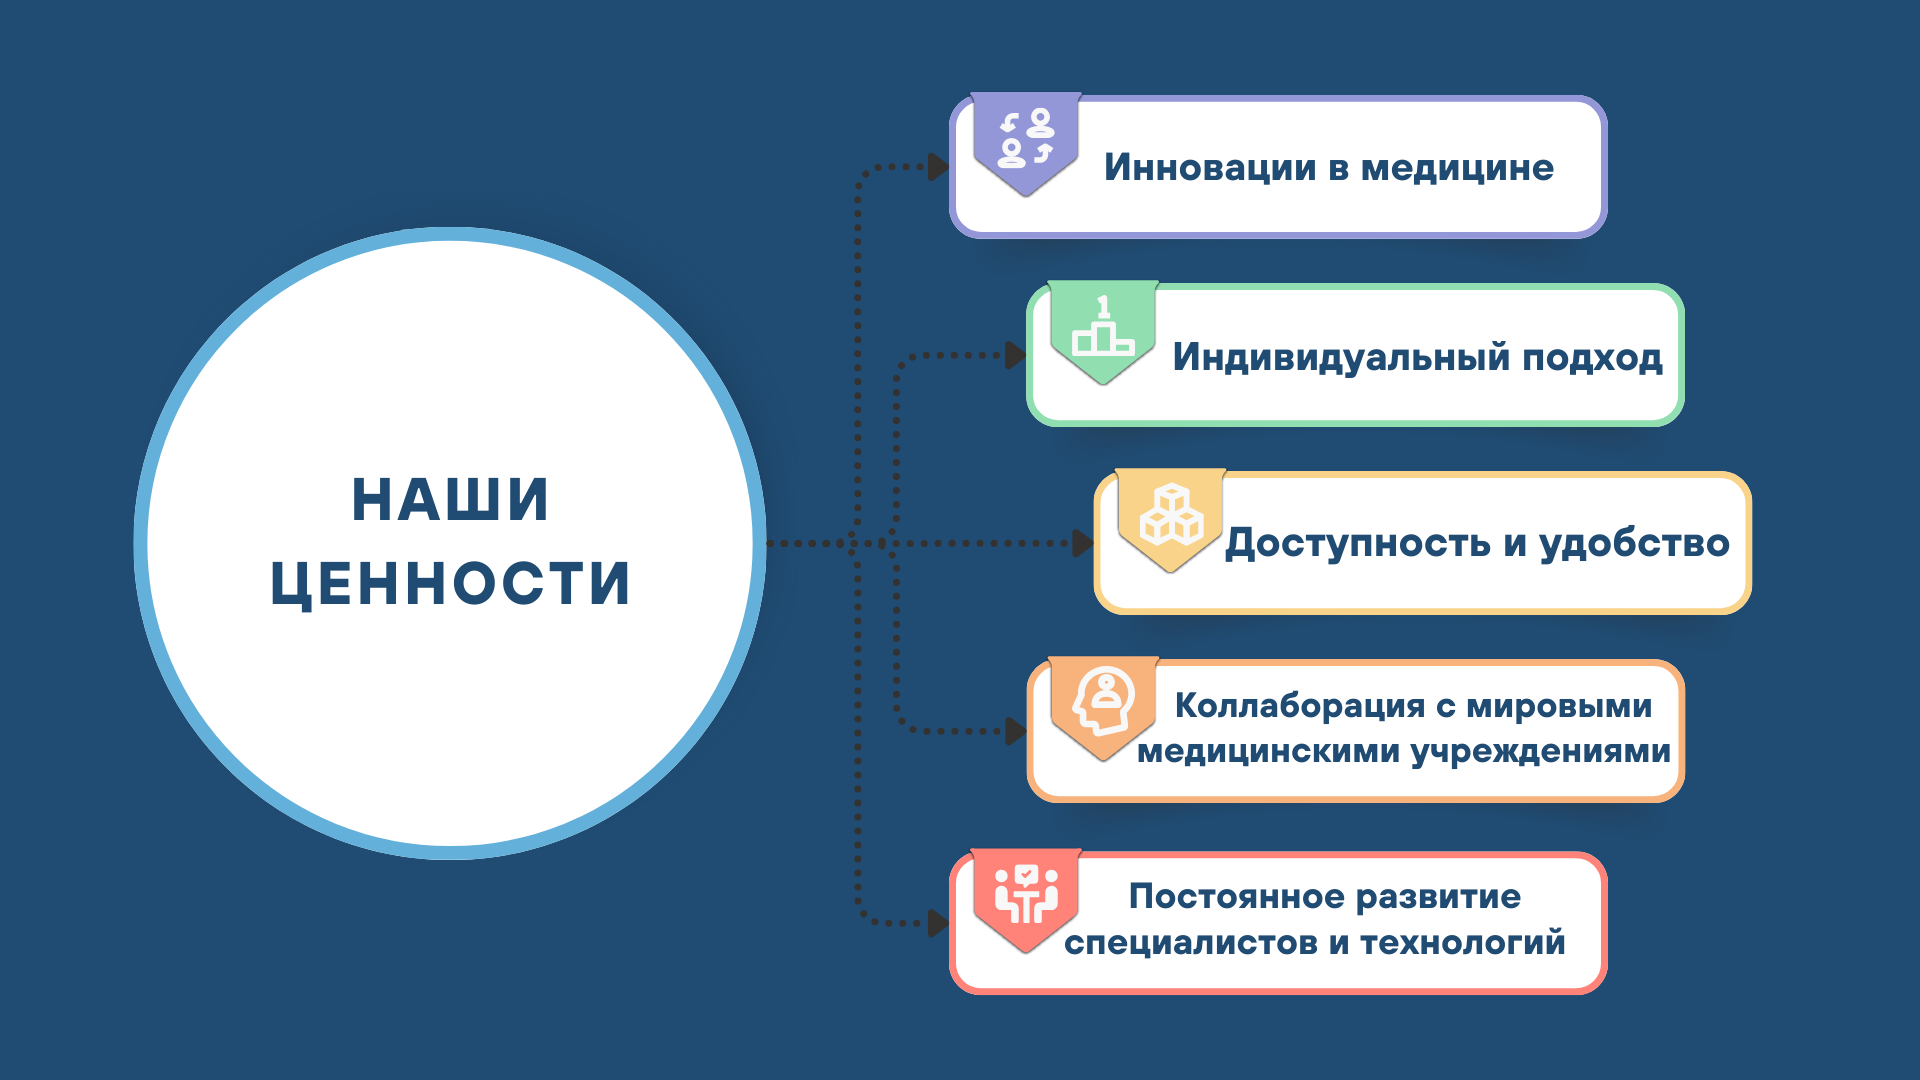 НАШИ
ЦЕННОСТИ
Инновации в медицине
1
Индивидуальный подход
Доступность и удобство
Коллаборация с мировыми
медицинскими учреждениями
Постоянное развитие
специалистов и технологий